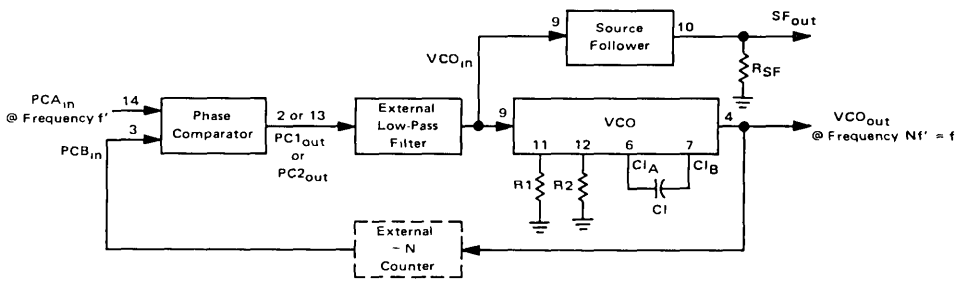 9
Source
Follower
10
SFout
RSF
VCOin
PCAin
@ Frequency f'
14
3
PCBin
Phase
Comparator
2 or 13
PC1out
or
PC2out
External
Low-Pass
Filter
9
VCO
4
VCOout
@ Frequency Nf' = f
11
12
6
7
R1
R2
CIA
CIB
CI
External
- N
Counter